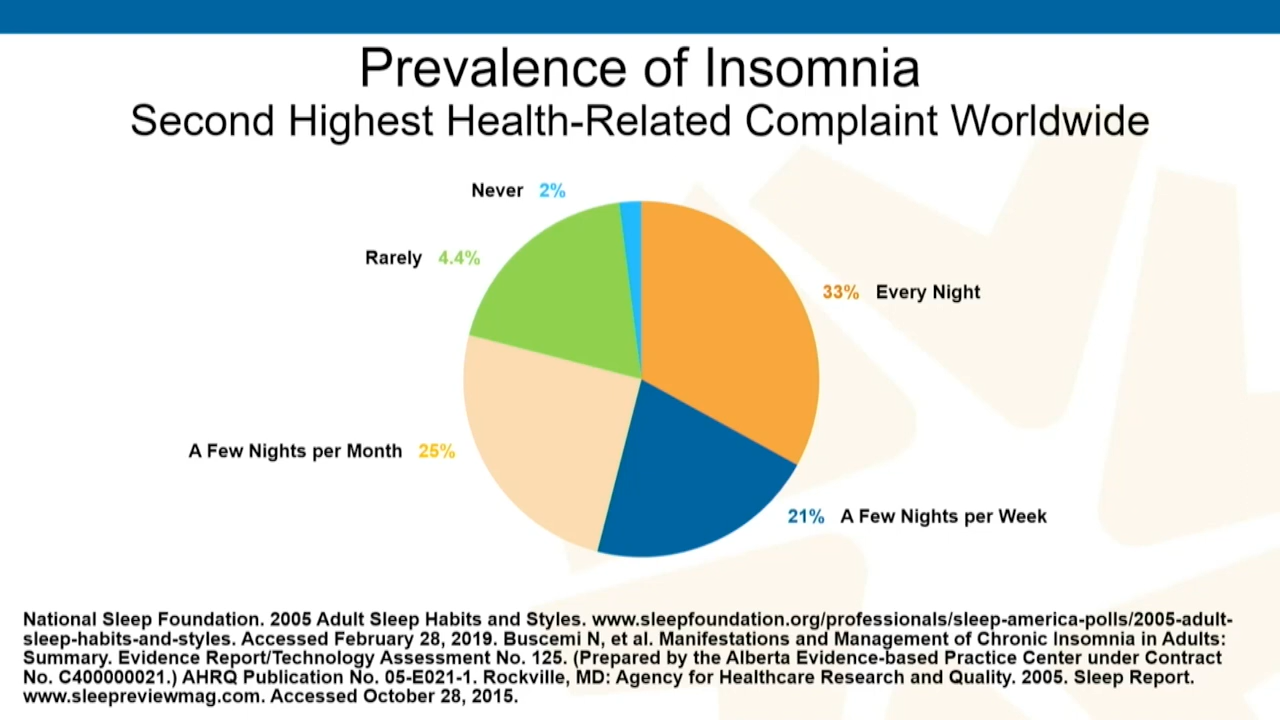 Prevalence of Insomnia
Second Highest Health-Related Complaint Worldwide
Never 2%
Rarely 4.4%
33% Every Night
A Few Nights per Month 25%
21% A Few Nights per Week
National Sleep Foundation. 2005 Adult Sleep Habits and Styles. www.sleepfoundation.org/professionals/sleep-america-polls/2005-adult-
sleep-habits-and-styles. Accessed February 28, 2019. Buscemi N, et al. Manifestations and Management of Chronic Insomnia in Adults:
Summary. Evidence Report/Technology Assessment No. 125. (Prepared by the Alberta Evidence-based Practice Center under Contract
No. C400000021.) AHRQ Publication No. 05-E021-1. Rockville, MD: Agency for Healthcare Research and Quality. 2005. Sleep Report.
www.sleepreviewmag.com. Accessed October 28, 2015.